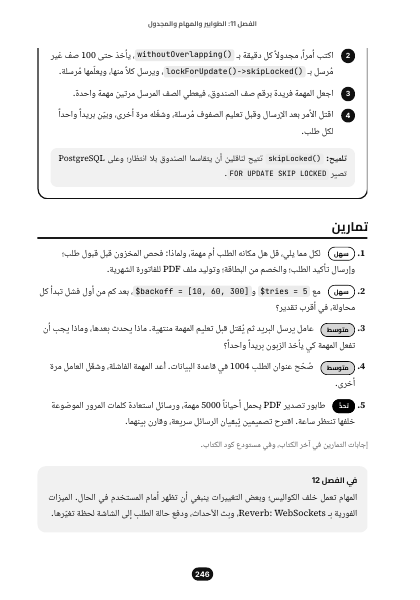 الفصل 11: الطوابير والمهام والمجدول
2 اكتب أمراً، مجدولاً كل دقيقة بـ withoutOverlapping()، يأخذ حتى 100 صف غير
مُرسل بـ lockForUpdate()->skipLocked()، ويرسل كلاً منها، ويعلّمها مُرسلة.
3 اجعل المهمة فريدة برقم صف الصندوق، فيعطي الصف المرسل مرتين مهمة واحدة.
4 اقتل الأمر بعد الإرسال وقبل تعليم الصفوف مُرسلة، وشغّله مرة أخرى، وبيّن بريداً واحداً
لكل طلب.
تلميح: skipLocked() تتيح لناقلَين أن يتقاسما الصندوق بلا انتظار؛ وعلى PostgreSQL
تصير FOR UPDATE SKIP LOCKED.
تمارين
1. سهل لكل مما يلي، قل هل مكانه الطلب أم مهمة، ولماذا: فحص المخزون قبل قبول طلب؛
وإرسال تأكيد الطلب؛ والخصم من البطاقة؛ وتوليد ملف PDF للفاتورة الشهرية.
2. سهل مع $tries = 5 و $backoff = [10, 60, 300]، بعد كم من أول فشل تبدأ كل
محاولة، في أقرب تقدير؟
3. متوسط عامل يرسل البريد ثم يُقتل قبل تعليم المهمة منتهية. ماذا يحدث بعدها، وماذا يجب أن
تفعل المهمة كي يأخذ الزبون بريداً واحداً؟
4. متوسط صُحّح عنوان الطلب 1004 في قاعدة البيانات. أعد المهمة الفاشلة، وشغّل العامل مرة
أخرى.
5. تحدٍّ طابور تصدير PDF يحمل أحياناً 5000 مهمة، ورسائل استعادة كلمات المرور الموضوعة
خلفها تنتظر ساعة. اقترح تصميمين يُبقيان الرسائل سريعة، وقارن بينهما.
إجابات التمارين في آخر الكتاب، وفي مستودع كود الكتاب.
في الفصل 12
المهام تعمل خلف الكواليس؛ وبعض التغييرات ينبغي أن تظهر أمام المستخدم في الحال. الميزات
الفورية بـ Reverb: WebSockets، وبث الأحداث، ودفع حالة الطلب إلى الشاشة لحظة تغيّرها.
246